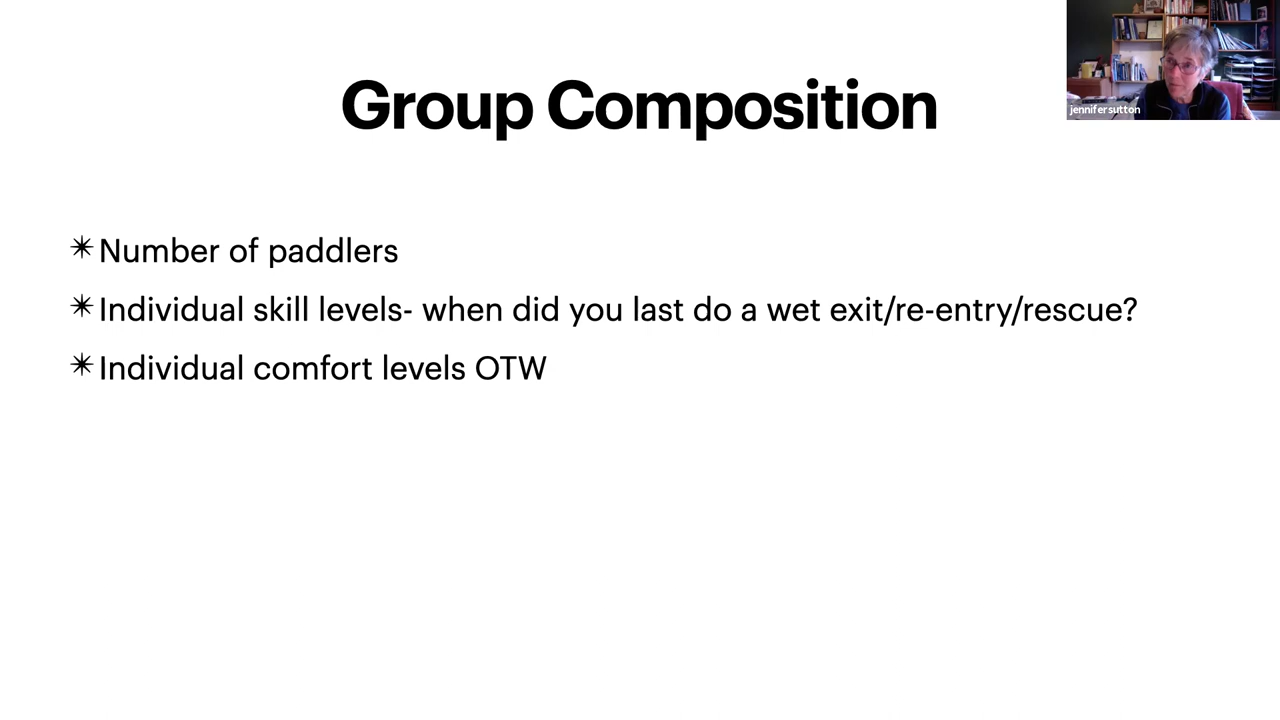 Group Composition
jennifersutton
✴Number of paddlers
✴Individual skill levels- when did you last do a wet exit/re-entry/rescue?
✴Individual comfort levels OTW